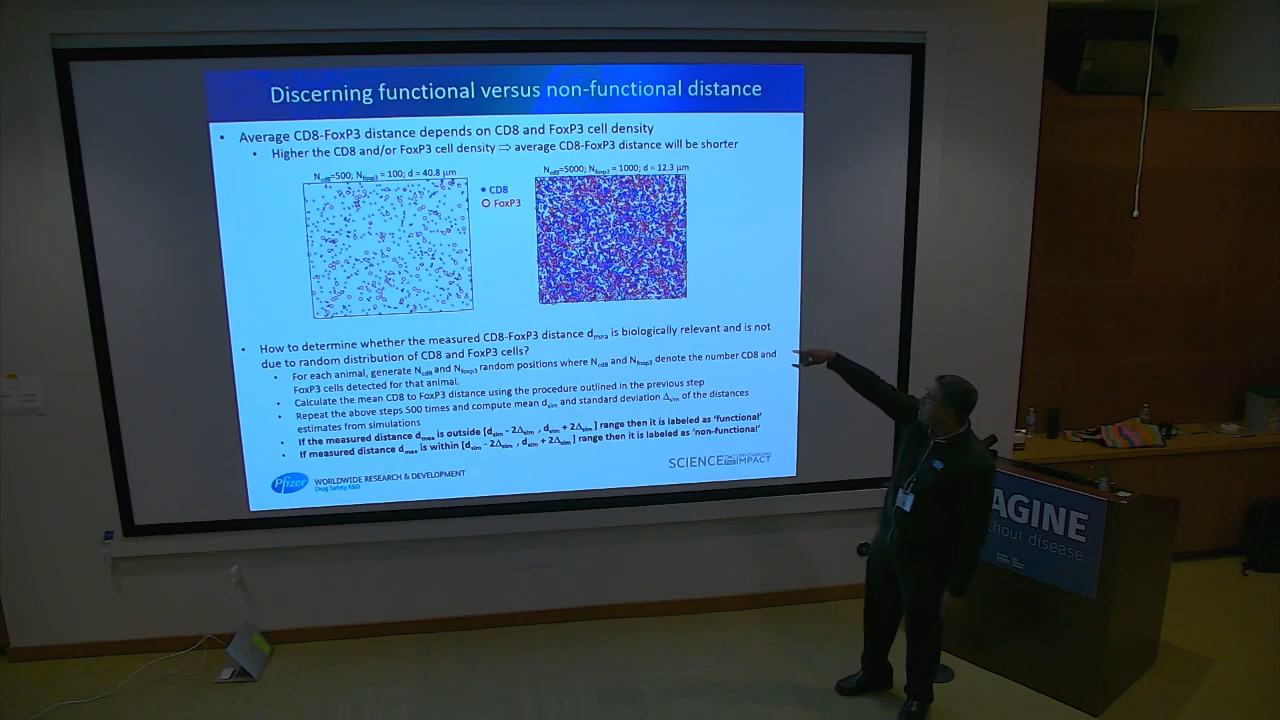 Discerning functional versus non-functional distance
• Average CD8-FoxP3 distance depends on CD8 and FoxP3 cell density
• Higher the CD8 and/or FoxP3 cell density ⇒ average CD8-FoxP3 distance will be shorter
N_cd8=500; N_foxp3 = 100; d = 40.8 µm
N_cd8=5000; N_foxp3 = 1000; d = 12.3 µm
CD8
FoxP3
• How to determine whether the measured CD8-FoxP3 distance d_mea is biologically relevant and is not
due to random distribution of CD8 and FoxP3 cells?
• For each animal, generate N_cd8 and N_foxp3 random positions where N_cd8 and N_foxp3 denote the number CD8 and
FoxP3 cells detected for that animal.
• Calculate the mean CD8 to FoxP3 distance using the procedure outlined in the previous step
• Repeat the above steps 500 times and compute mean d_sim and standard deviation Δ_sim of the distances
estimates from simulations
• If the measured distance d_mea is outside [d_sim - 2Δ_sim , d_sim + 2Δ_sim] range then it is labeled as 'functional'
• If measured distance d_mea is within [d_sim - 2Δ_sim , d_sim + 2Δ_sim] range then it is labeled as 'non-functional'
Pfizer
WORLDWIDE RESEARCH & DEVELOPMENT
Drug Safety R&D
SCIENCE
IMPACT
AGINE
hout disease.